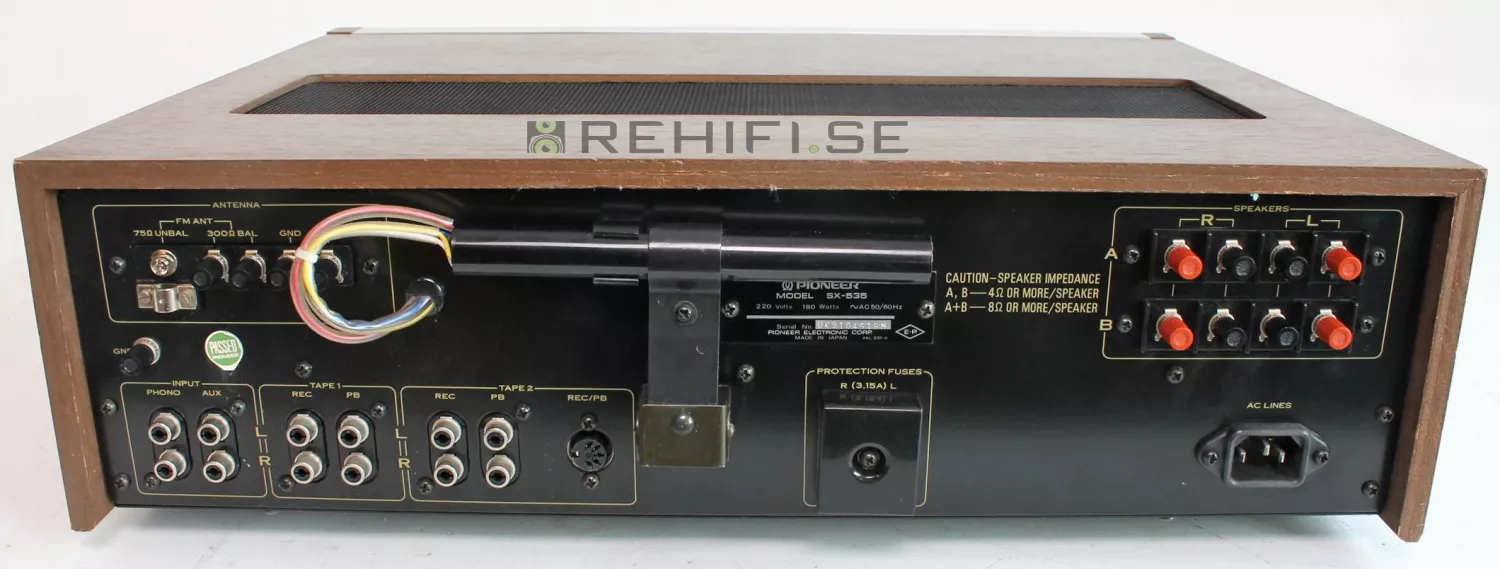 REHIFI.SE
ANTENNA
FM ANT
75Ω UNBAL 300Ω BAL GND
GND
PASSED
PIONEER
PIONEER
MODEL SX-535
220 Volts 180 Watts ~AC 50/60Hz
Serial No.
PIONEER ELECTRONIC CORP.
MADE IN JAPAN
E-P
CAUTION–SPEAKER IMPEDANCE
A, B — 4Ω OR MORE/SPEAKER
A+B — 8Ω OR MORE/SPEAKER
SPEAKERS
R L
A
B
INPUT
PHONO AUX
TAPE 1
REC PB
TAPE 2
REC PB REC/PB
L L
R R
PROTECTION FUSES
R (3.15A) L
AC LINES